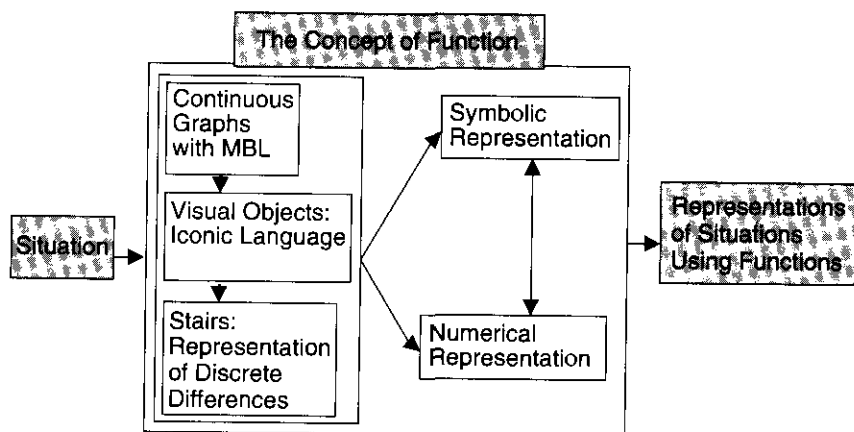 The Concept of Function
Continuous
Graphs
with MBL
Visual Objects:
Iconic Language
Stairs:
Representation
of Discrete
Differences
Symbolic
Representation
Numerical
Representation
Situation
Representations
of Situations
Using Functions